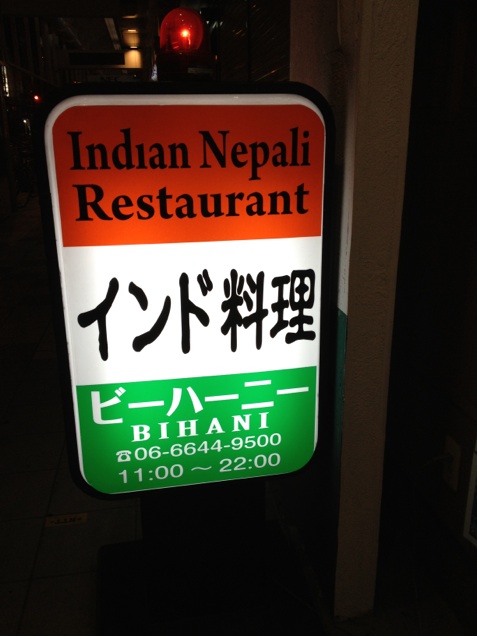 Indian Nepali
Restaurant
インド料理
ビーハーニー
BIHANI
☎06-6644-9500
11:00～22:00